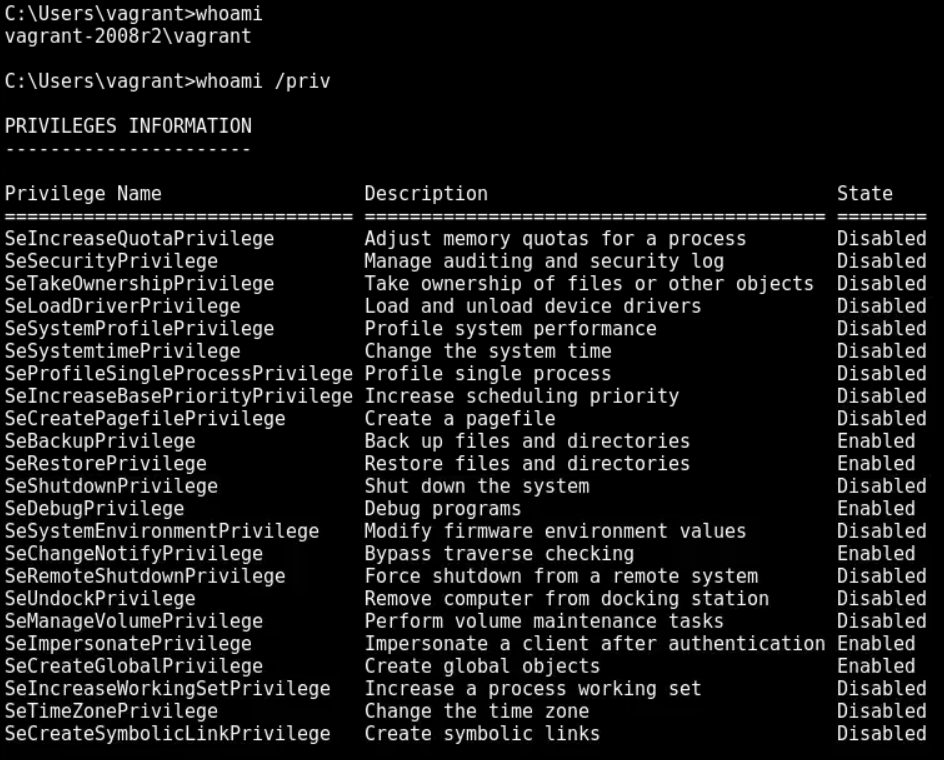 C:\Users\vagrant>whoami
vagrant-2008r2\vagrant
C:\Users\vagrant>whoami /priv
PRIVILEGES INFORMATION
----------------------
Privilege Name Description State
=============================== ========================================= ========
SeIncreaseQuotaPrivilege Adjust memory quotas for a process Disabled
SeSecurityPrivilege Manage auditing and security log Disabled
SeTakeOwnershipPrivilege Take ownership of files or other objects Disabled
SeLoadDriverPrivilege Load and unload device drivers Disabled
SeSystemProfilePrivilege Profile system performance Disabled
SeSystemtimePrivilege Change the system time Disabled
SeProfileSingleProcessPrivilege Profile single process Disabled
SeIncreaseBasePriorityPrivilege Increase scheduling priority Disabled
SeCreatePagefilePrivilege Create a pagefile Disabled
SeBackupPrivilege Back up files and directories Enabled
SeRestorePrivilege Restore files and directories Enabled
SeShutdownPrivilege Shut down the system Disabled
SeDebugPrivilege Debug programs Enabled
SeSystemEnvironmentPrivilege Modify firmware environment values Disabled
SeChangeNotifyPrivilege Bypass traverse checking Enabled
SeRemoteShutdownPrivilege Force shutdown from a remote system Disabled
SeUndockPrivilege Remove computer from docking station Disabled
SeManageVolumePrivilege Perform volume maintenance tasks Disabled
SeImpersonatePrivilege Impersonate a client after authentication Enabled
SeCreateGlobalPrivilege Create global objects Enabled
SeIncreaseWorkingSetPrivilege Increase a process working set Disabled
SeTimeZonePrivilege Change the time zone Disabled
SeCreateSymbolicLinkPrivilege Create symbolic links Disabled